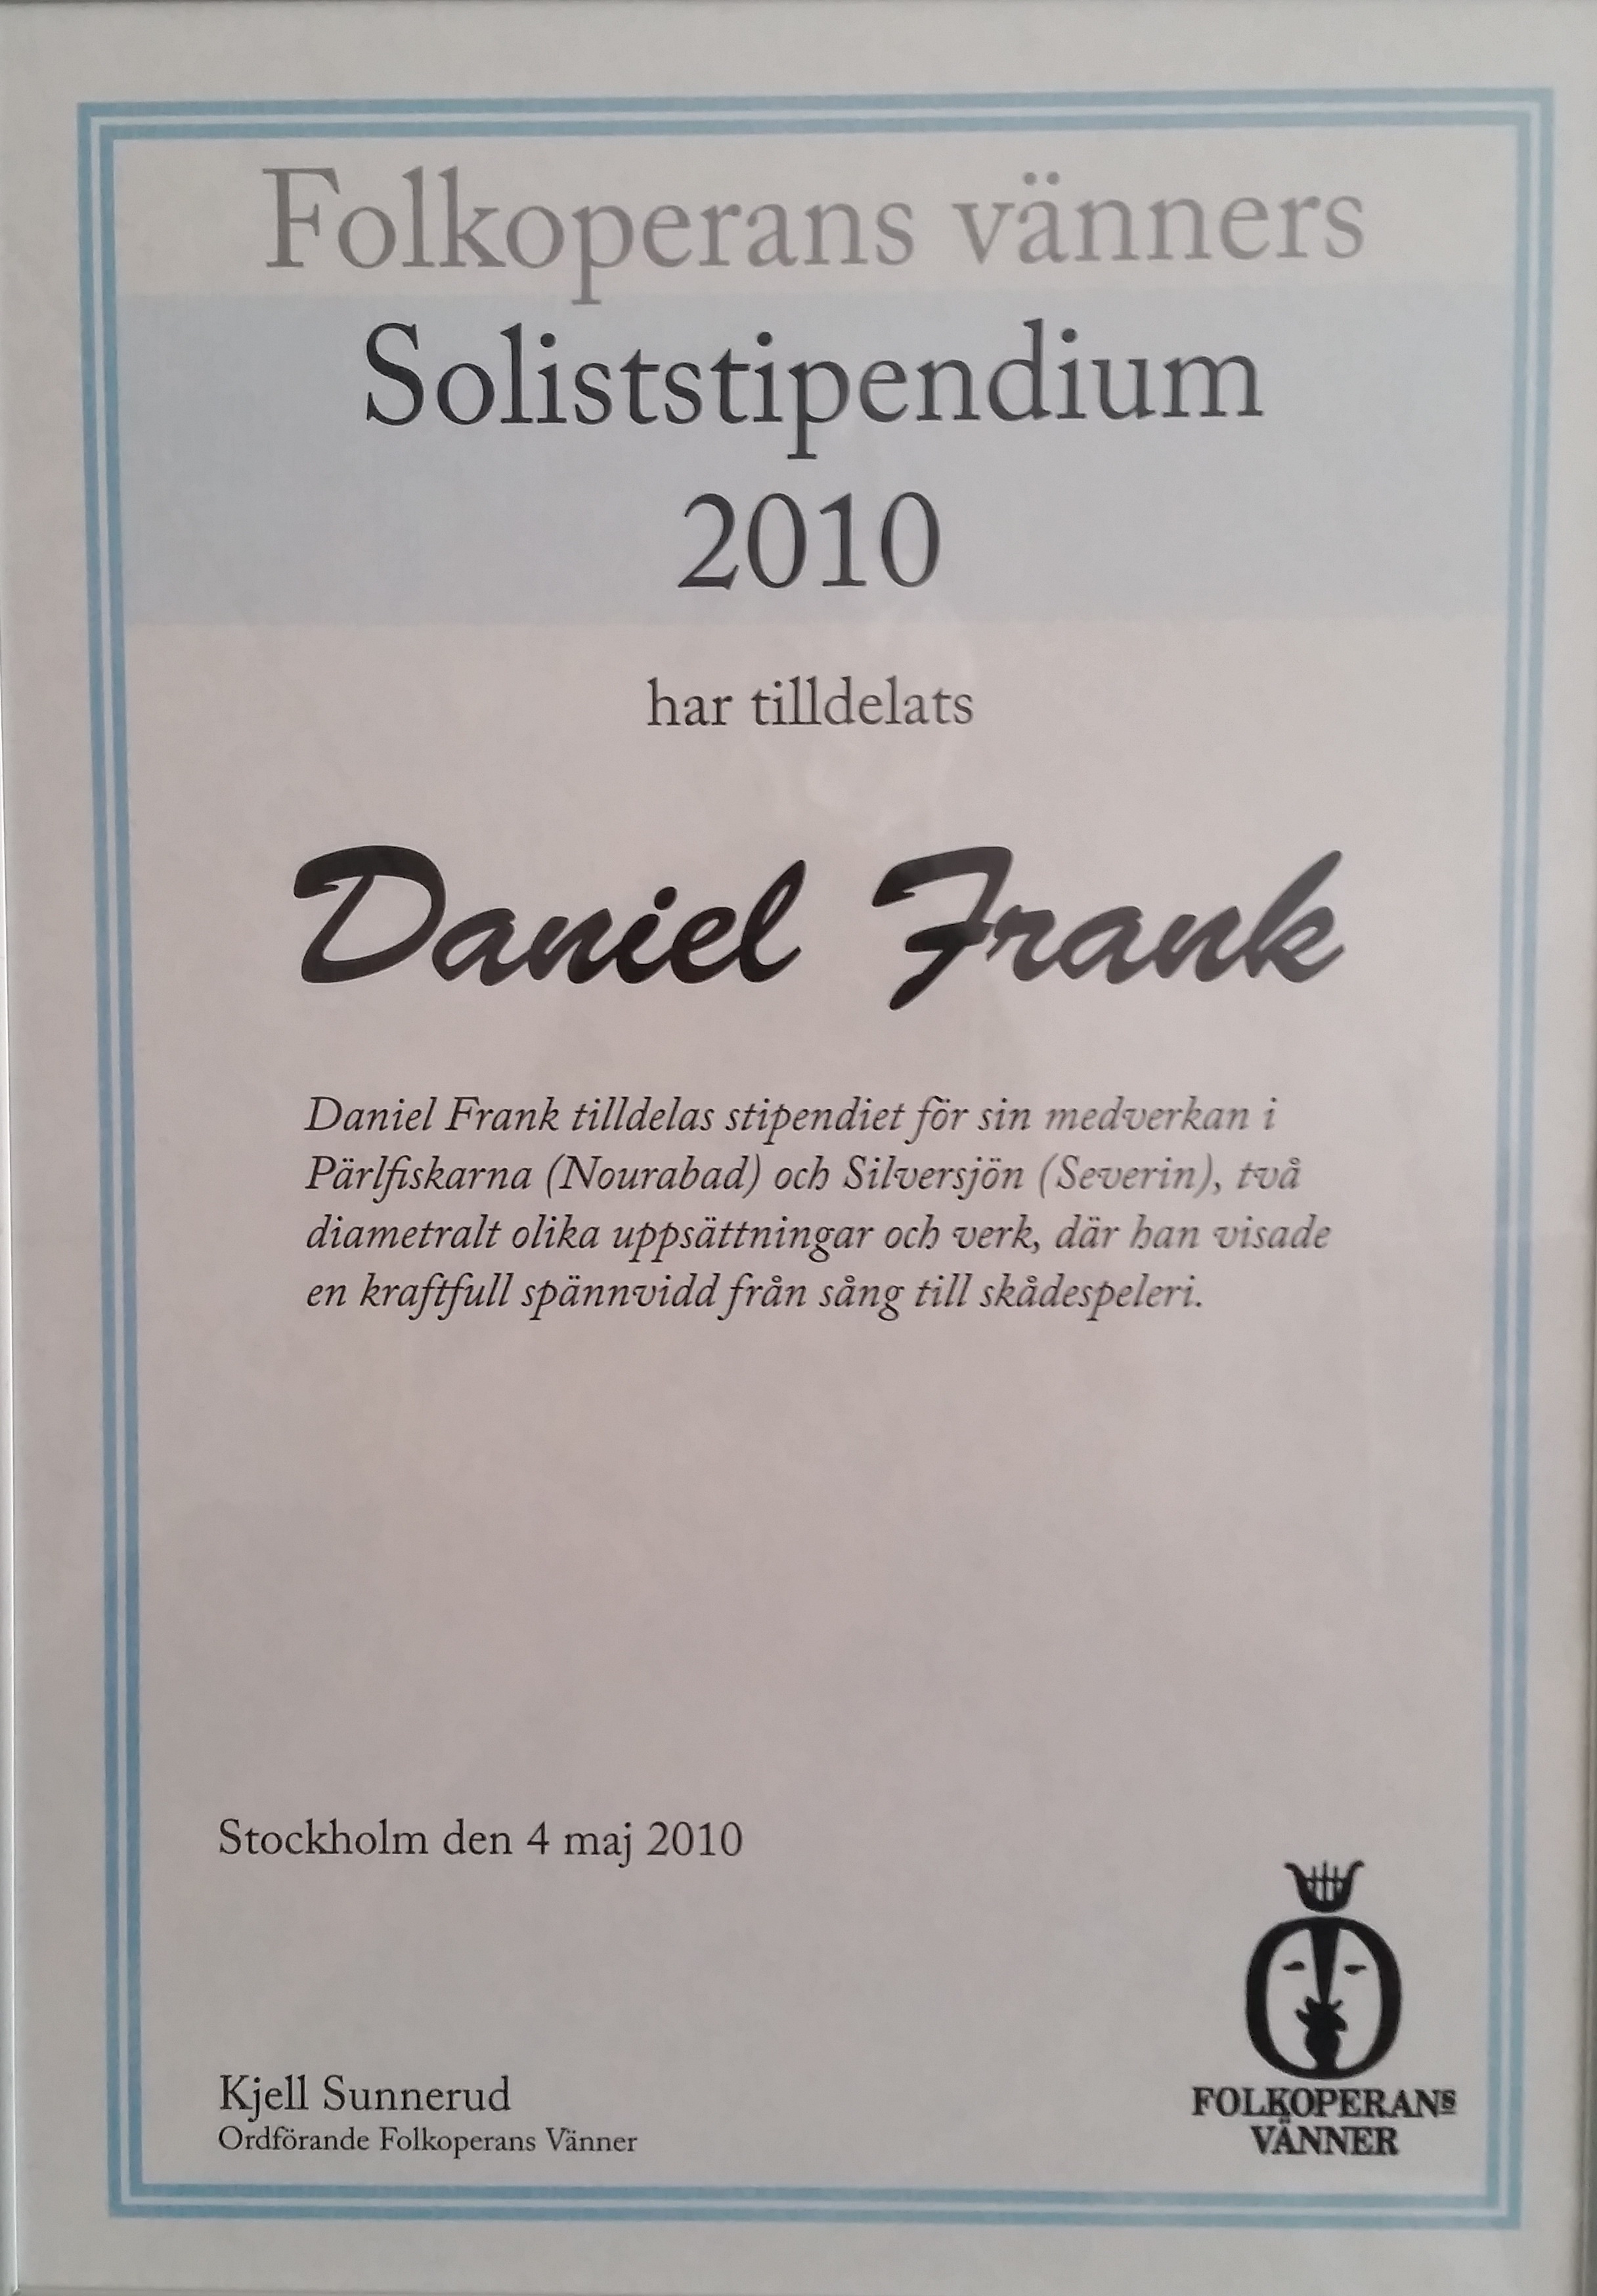 Folkoperans vänners
Soliststipendium
2010
har tilldelats
Daniel Frank
Daniel Frank tilldelas stipendiet för sin medverkan i
Pärlfiskarna (Nourabad) och Silversjön (Severin), två
diametralt olika uppsättningar och verk, där han visade
en kraftfull spännvidd från sång till skådespeleri.
Stockholm den 4 maj 2010
Kjell Sunnerud
Ordförande Folkoperans Vänner
FOLKOPERANS
VÄNNER